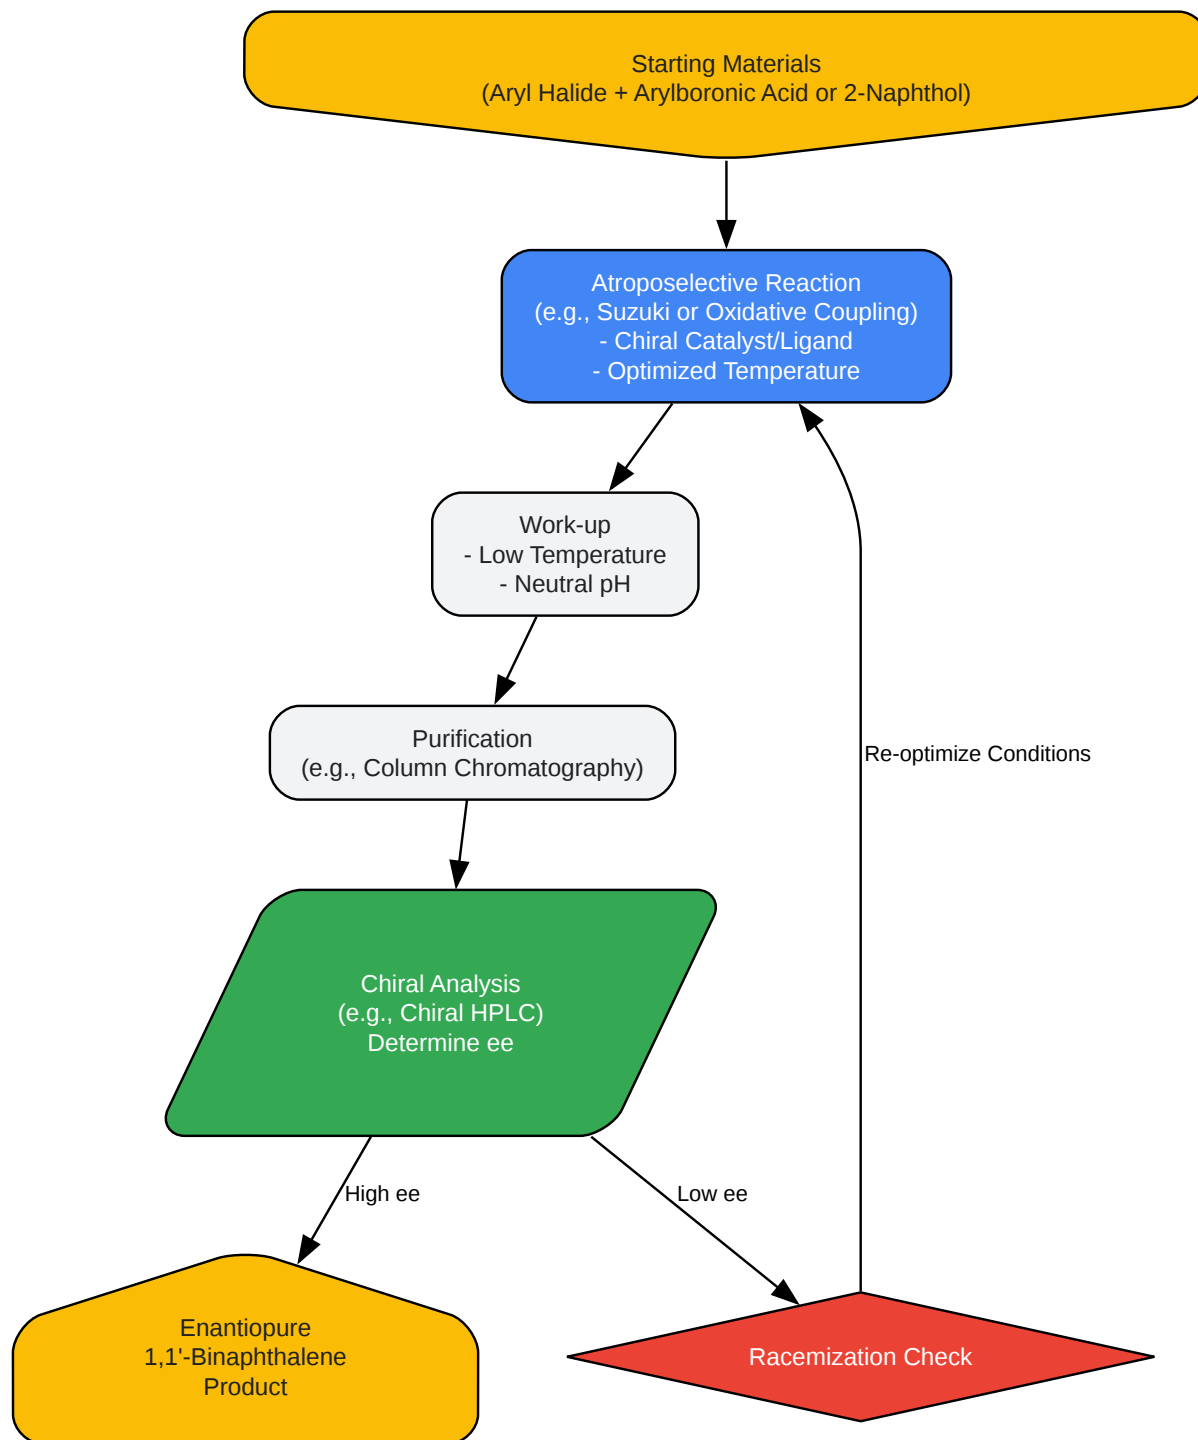 Starting Materials
(Aryl Halide + Arylboronic Acid or 2-Naphthol)
Atroposelective Reaction
(e.g., Suzuki or Oxidative Coupling)
- Chiral Catalyst/Ligand
- Optimized Temperature
Work-up
- Low Temperature
- Neutral pH
Purification
(e.g., Column Chromatography)
Re-optimize Conditions
Chiral Analysis
(e.g., Chiral HPLC)
Determine ee
High ee
Low ee
Enantiopure
1,1'-Binaphthalene
Product
Racemization Check